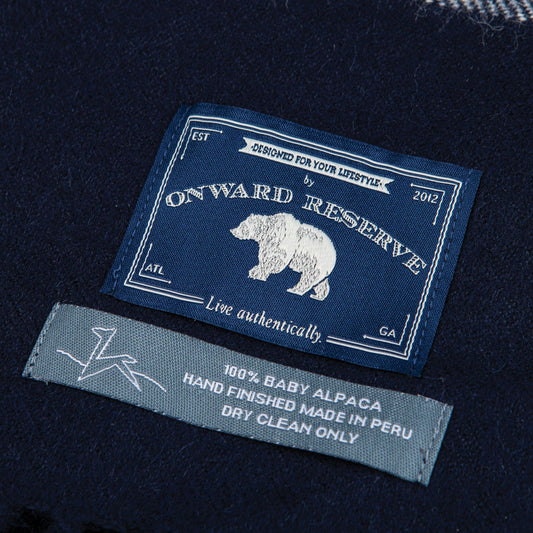 EST
DESIGNED FOR YOUR LIFESTYLE
by
2012
ONWARD RESERVE
ATL
GA
Live authentically.
100% BABY ALPACA
HAND FINISHED MADE IN PERU
DRY CLEAN ONLY